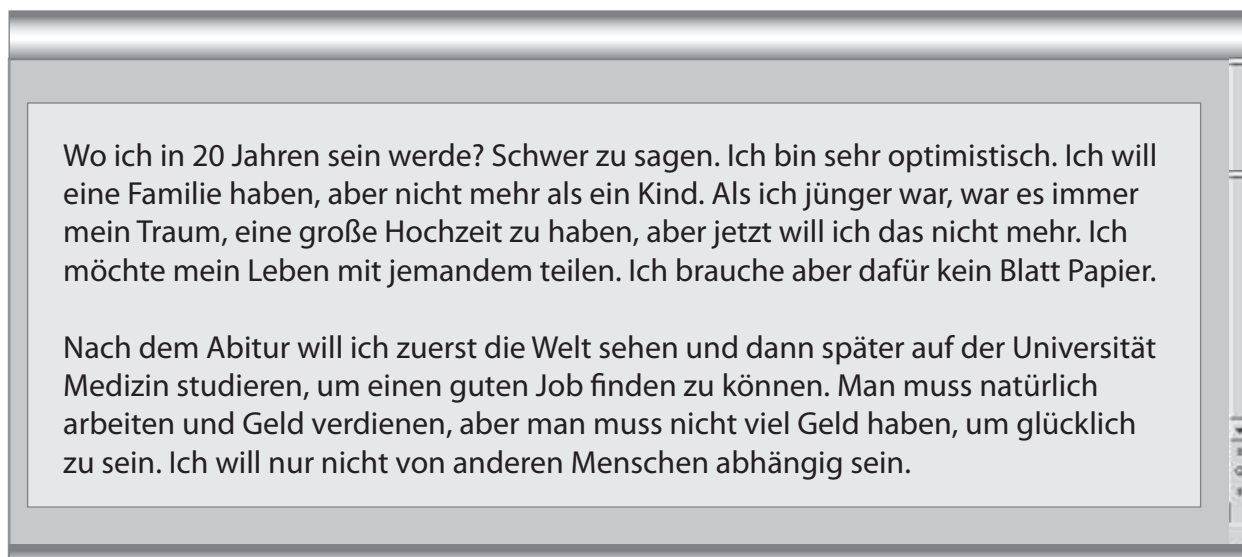 Wo ich in 20 Jahren sein werde? Schwer zu sagen. Ich bin sehr optimistisch. Ich will
eine Familie haben, aber nicht mehr als ein Kind. Als ich jünger war, war es immer
mein Traum, eine große Hochzeit zu haben, aber jetzt will ich das nicht mehr. Ich
möchte mein Leben mit jemandem teilen. Ich brauche aber dafür kein Blatt Papier.
Nach dem Abitur will ich zuerst die Welt sehen und dann später auf der Universität
Medizin studieren, um einen guten Job finden zu können. Man muss natürlich
arbeiten und Geld verdienen, aber man muss nicht viel Geld haben, um glücklich
zu sein. Ich will nur nicht von anderen Menschen abhängig sein.